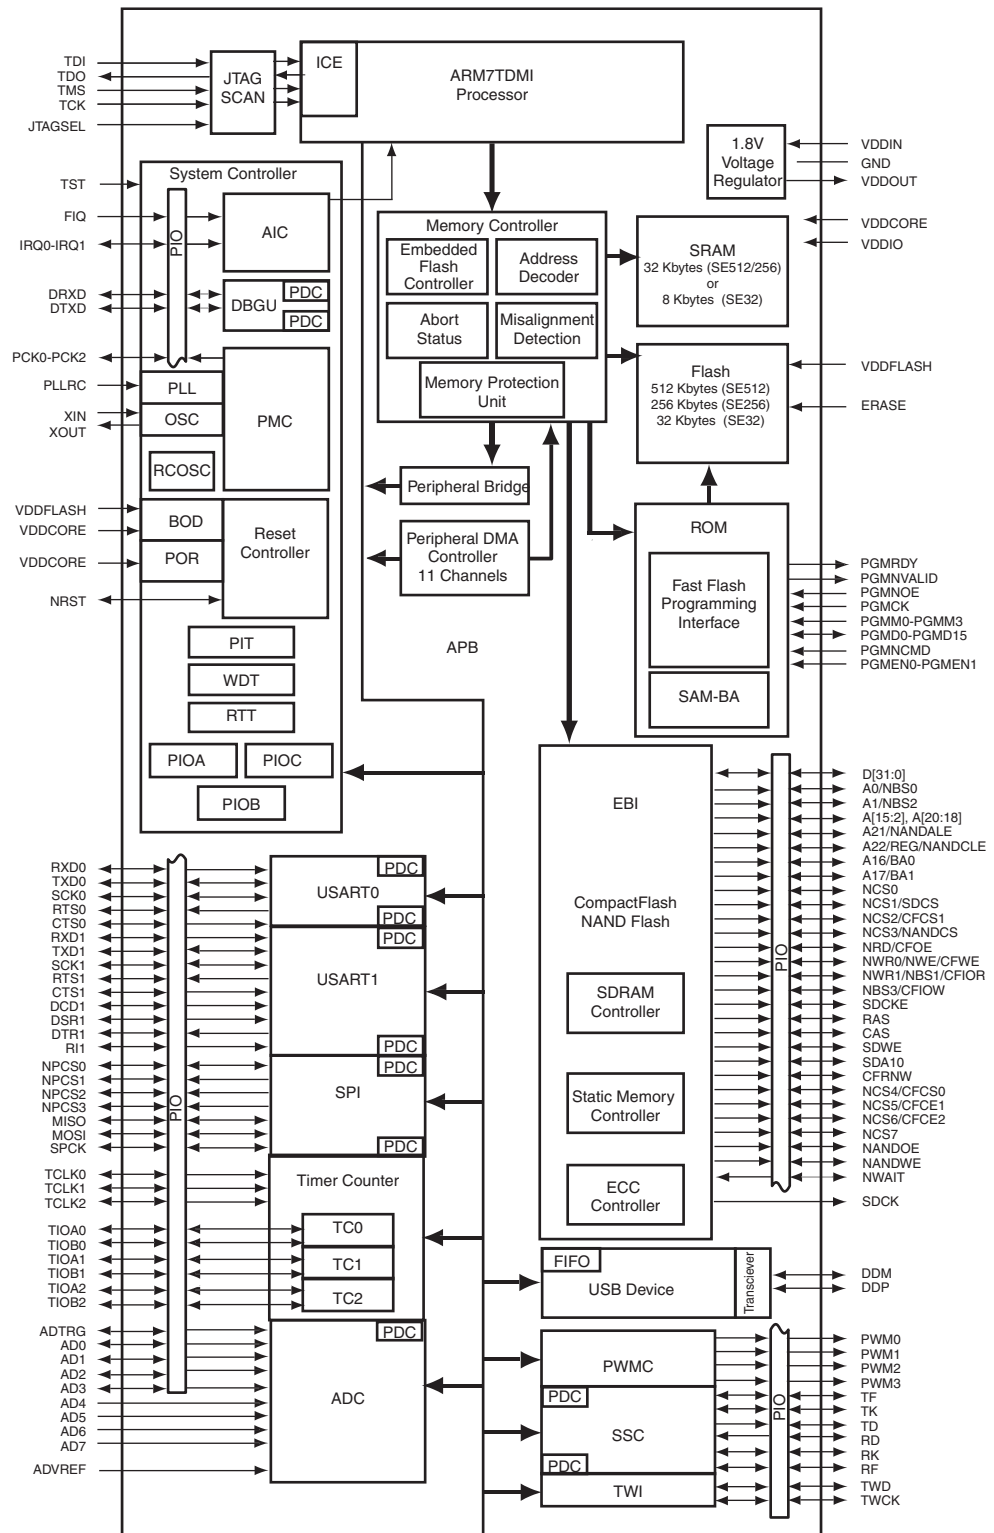 TDI
TDO
TMS
TCK
JTAGSEL
JTAG
SCAN
ICE
ARM7TDMI
Processor
1.8V
Voltage
Regulator
VDDIN
GND
VDDOUT
VDDCORE
VDDIO
System Controller
TST
FIQ
IRQ0-IRQ1
PIO
AIC
DRXD
DTXD
DBGU
PDC
PDC
PCK0-PCK2
PLLRC
XIN
XOUT
PLL
OSC
PMC
RCOSC
VDDFLASH
VDDCORE
VDDCORE
NRST
BOD
POR
Reset
Controller
PIT
WDT
RTT
PIOA
PIOC
PIOB
Memory Controller
Embedded
Flash
Controller
Address
Decoder
Abort
Status
Misalignment
Detection
Memory Protection
Unit
Peripheral Bridge
Peripheral DMA
Controller
11 Channels
APB
SRAM
32 Kbytes (SE512/256)
or
8 Kbytes (SE32)
Flash
512 Kbytes (SE512)
256 Kbytes (SE256)
32 Kbytes (SE32)
VDDFLASH
ERASE
ROM
Fast Flash
Programming
Interface
SAM-BA
PGMRDY
PGMNVALID
PGMNOE
PGMCK
PGMM0-PGMM3
PGMD0-PGMD15
PGMNCMD
PGMEN0-PGMEN1
EBI
CompactFlash
NAND Flash
SDRAM
Controller
Static Memory
Controller
ECC
Controller
PIO
D[31:0]
A0/NBS0
A1/NBS2
A[15:2], A[20:18]
A21/NANDALE
A22/REG/NANDCLE
A16/BA0
A17/BA1
NCS0
NCS1/SDCS
NCS2/CFCS1
NCS3/NANDCS
NRD/CFOE
NWR0/NWE/CFWE
NWR1/NBS1/CFIOR
NBS3/CFIOW
SDCKE
RAS
CAS
SDWE
SDA10
CFRNW
NCS4/CFCS0
NCS5/CFCE1
NCS6/CFCE2
NCS7
NANDOE
NANDWE
NWAIT
SDCK
RXD0
TXD0
SCK0
RTS0
CTS0
RXD1
TXD1
SCK1
RTS1
CTS1
DCD1
DSR1
DTR1
RI1
NPCS0
NPCS1
NPCS2
NPCS3
MISO
MOSI
SPCK
TCLK0
TCLK1
TCLK2
TIOA0
TIOB0
TIOA1
TIOB1
TIOA2
TIOB2
ADTRG
AD0
AD1
AD2
AD3
AD4
AD5
AD6
AD7
ADVREF
PIO
PDC
USART0
PDC
PDC
USART1
PDC
PDC
SPI
PDC
Timer Counter
TC0
TC1
TC2
PDC
ADC
FIFO
USB Device
Transciever
DDM
DDP
PWMC
PDC
SSC
PDC
TWI
PIO
PWM0
PWM1
PWM2
PWM3
TF
TK
TD
RD
RK
RF
TWD
TWCK